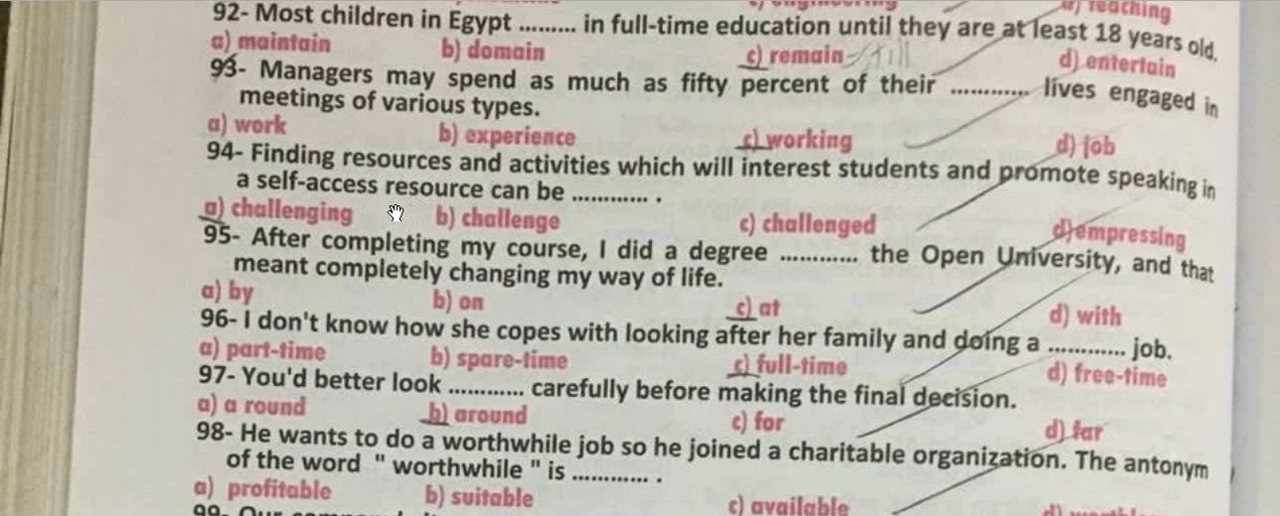 d) reaching
92- Most children in Egypt ......... in full-time education until they are at least 18 years old.
a) maintain b) domain c) remain still d) entertain
93- Managers may spend as much as fifty percent of their ............ lives engaged in
meetings of various types.
a) work b) experience c) working d) job
94- Finding resources and activities which will interest students and promote speaking in
a self-access resource can be ............ .
a) challenging b) challenge c) challenged d) empressing
95- After completing my course, I did a degree ............ the Open University, and that
meant completely changing my way of life.
a) by b) on c) at d) with
96- I don't know how she copes with looking after her family and doing a ............ job.
a) part-time b) spare-time c) full-time d) free-time
97- You'd better look ............ carefully before making the final decision.
a) a round b) around c) for d) far
98- He wants to do a worthwhile job so he joined a charitable organization. The antonym
of the word " worthwhile " is ............ .
a) profitable b) suitable c) available